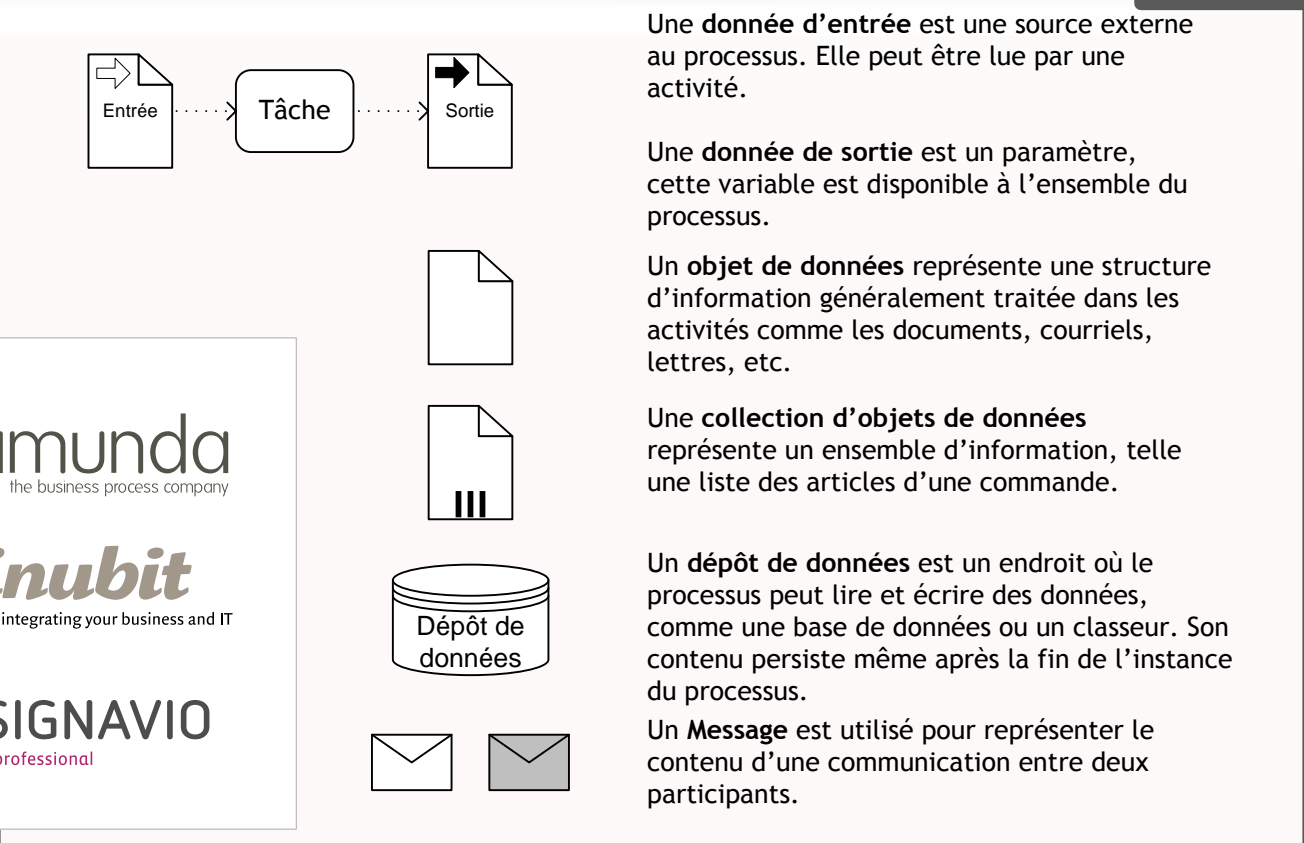 Entrée
Tâche
Sortie
Une donnée d’entrée est une source externe
au processus. Elle peut être lue par une
activité.
Une donnée de sortie est un paramètre,
cette variable est disponible à l’ensemble du
processus.
Un objet de données représente une structure
d’information généralement traitée dans les
activités comme les documents, courriels,
lettres, etc.
Une collection d’objets de données
représente un ensemble d’information, telle
une liste des articles d’une commande.
Dépôt de
données
Un dépôt de données est un endroit où le
processus peut lire et écrire des données,
comme une base de données ou un classeur. Son
contenu persiste même après la fin de l’instance
du processus.
Un Message est utilisé pour représenter le
contenu d’une communication entre deux
participants.
munda
the business process company
inubit
integrating your business and IT
SIGNAVIO
professional